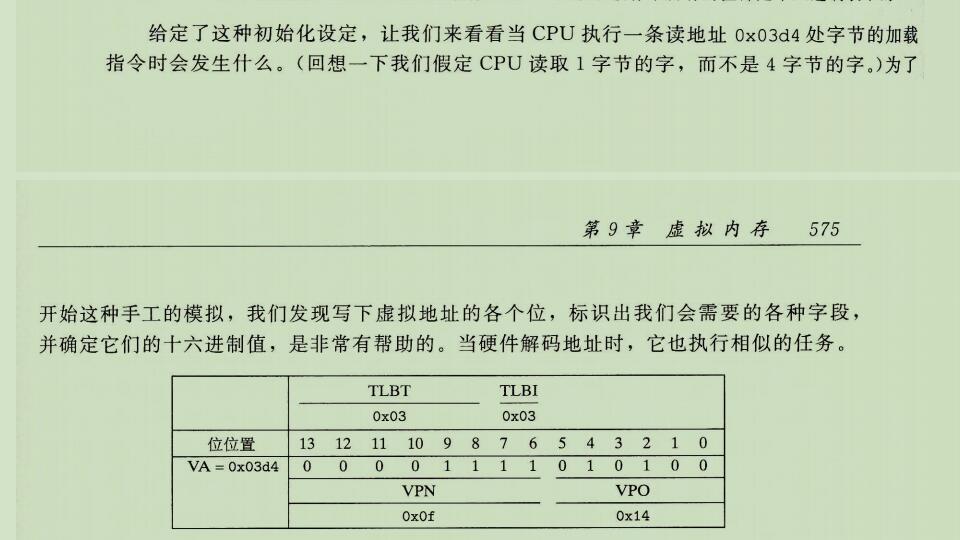 给定了这种初始化设定，让我们来看看当 CPU 执行一条读地址 0x03d4 处字节的加载
指令时会发生什么。（回想一下我们假定 CPU 读取 1 字节的字，而不是 4 字节的字。）为了
第 9 章 虚拟内存 575
开始这种手工的模拟，我们发现写下虚拟地址的各个位，标识出我们会需要的各种字段，
并确定它们的十六进制值，是非常有帮助的。当硬件解码地址时，它也执行相似的任务。
TLBT TLBI
0x03 0x03
位位置 13 12 11 10 9 8 7 6 5 4 3 2 1 0
VA = 0x03d4 0 0 0 0 1 1 1 1 0 1 0 1 0 0
VPN VPO
0x0f 0x14